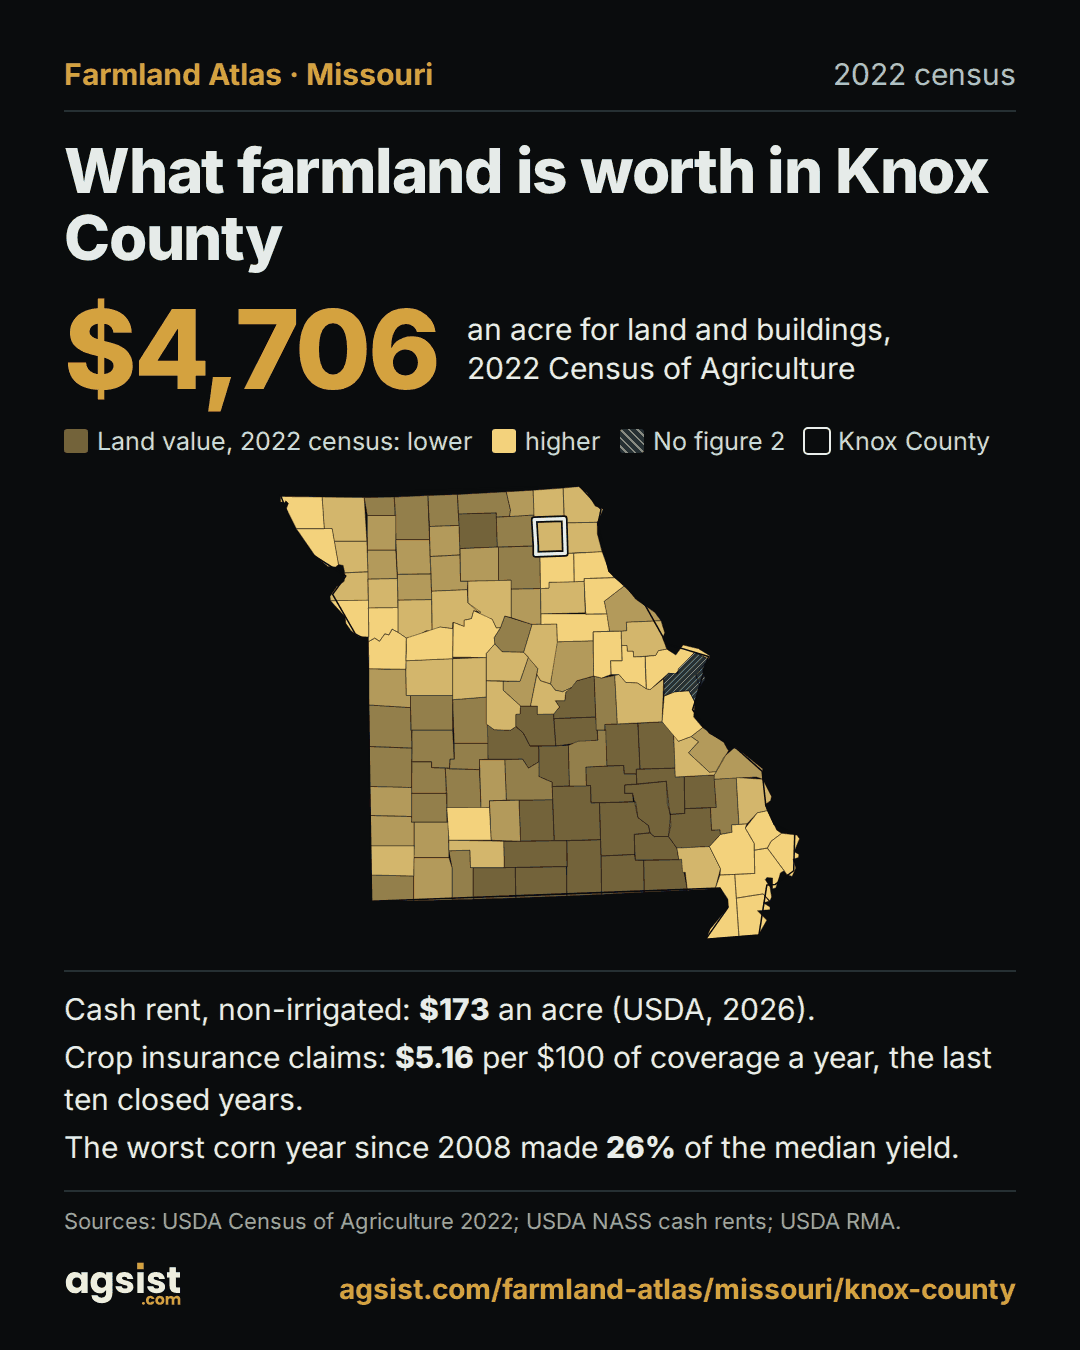 Farmland Atlas · Missouri
2022 census
What farmland is worth in Knox
County
$4,706
an acre for land and buildings,
2022 Census of Agriculture
Land value, 2022 census: lower
higher
No figure 2
Knox County
Cash rent, non-irrigated: $173 an acre (USDA, 2026).
Crop insurance claims: $5.16 per $100 of coverage a year, the last
ten closed years.
The worst corn year since 2008 made 26% of the median yield.
Sources: USDA Census of Agriculture 2022; USDA NASS cash rents; USDA RMA.
agsist
.com
agsist.com/farmland-atlas/missouri/knox-county